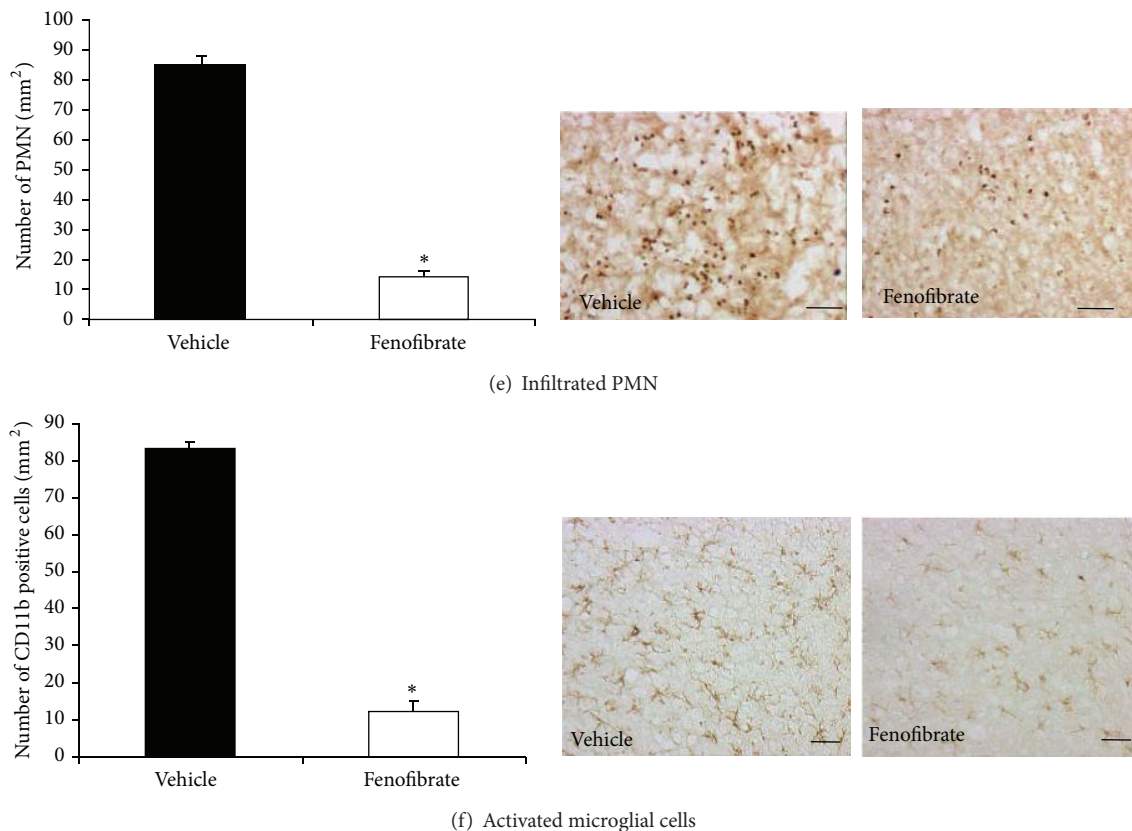 100
90
80
70
60
50
40
30
20
10
0
Number of PMN (mm²)
*
Vehicle
Fenofibrate
Vehicle
Fenofibrate
(e) Infiltrated PMN
90
80
70
60
50
40
30
20
10
0
Number of CD11b positive cells (mm²)
*
Vehicle
Fenofibrate
Vehicle
Fenofibrate
(f) Activated microglial cells